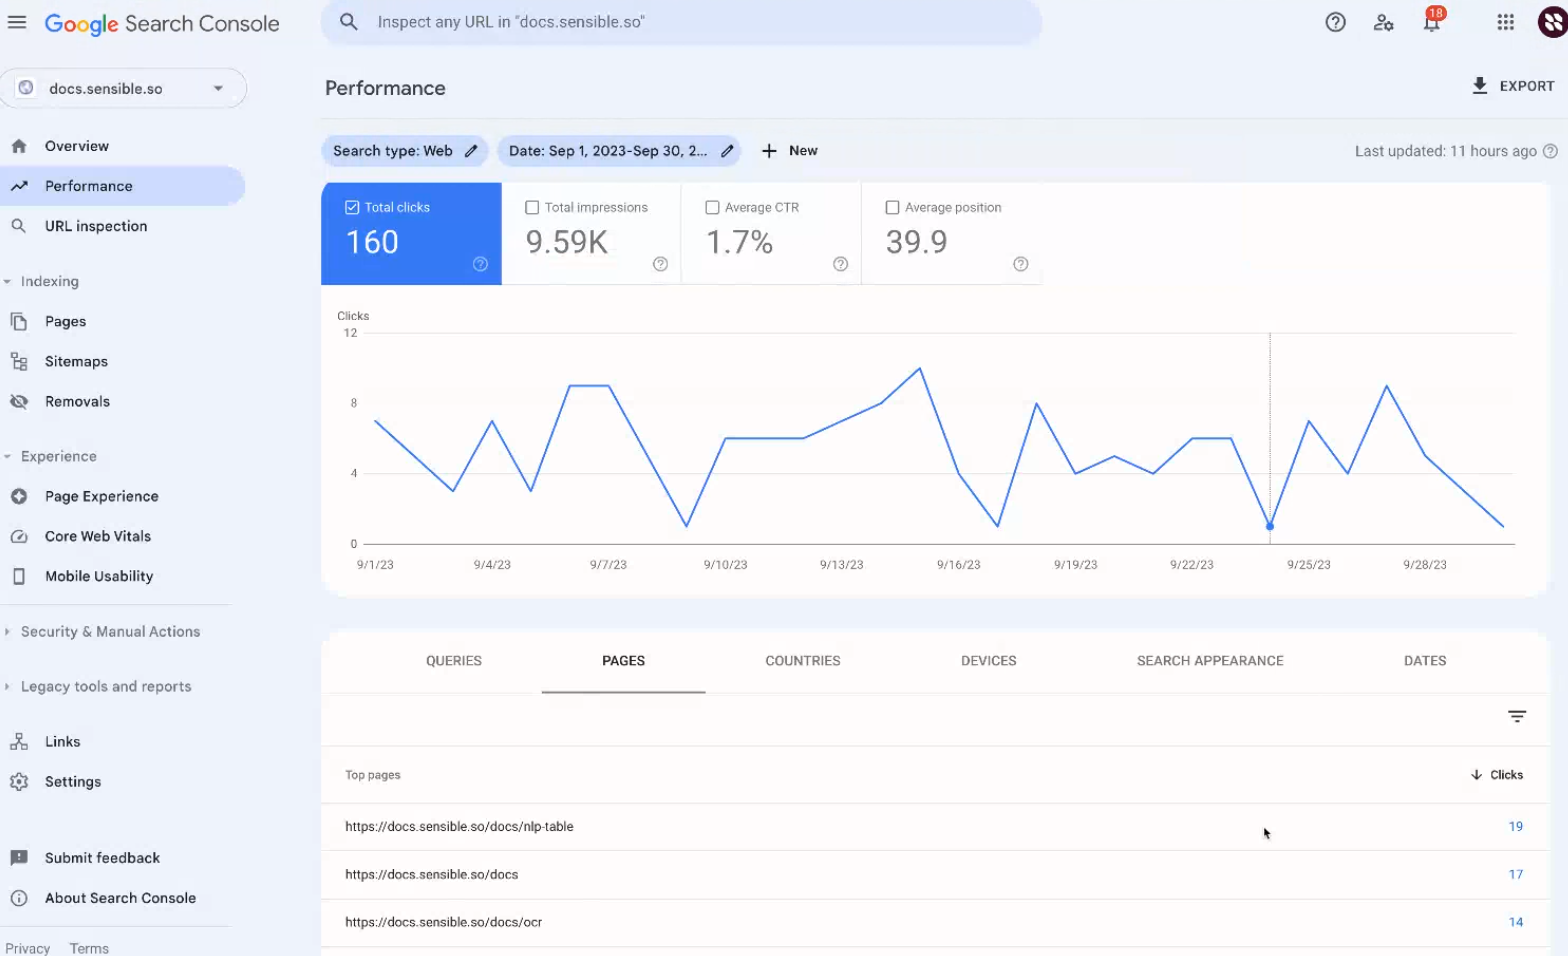 Google Search Console
Inspect any URL in "docs.sensible.so"
18
docs.sensible.so
Overview
Performance
URL inspection
Indexing
Pages
Sitemaps
Removals
Experience
Page Experience
Core Web Vitals
Mobile Usability
Security & Manual Actions
Legacy tools and reports
Links
Settings
Submit feedback
About Search Console
Privacy Terms
Performance
EXPORT
Search type: Web
Date: Sep 1, 2023-Sep 30, 2...
New
Last updated: 11 hours ago
Total clicks
160
Total impressions
9.59K
Average CTR
1.7%
Average position
39.9
Clicks
12
8
4
0
9/1/23 9/4/23 9/7/23 9/10/23 9/13/23 9/16/23 9/19/23 9/22/23 9/25/23 9/28/23
QUERIES PAGES COUNTRIES DEVICES SEARCH APPEARANCE DATES
Top pages Clicks
https://docs.sensible.so/docs/nlp-table 19
https://docs.sensible.so/docs 17
https://docs.sensible.so/docs/ocr 14